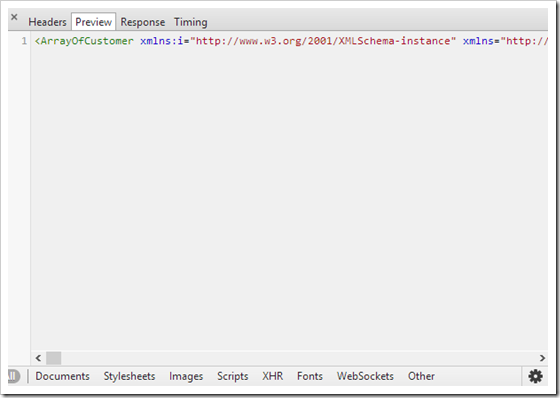 × Headers Preview Response Timing
1 <ArrayOfCustomer xmlns:i="http://www.w3.org/2001/XMLSchema-instance" xmlns="http://
Documents Stylesheets Images Scripts XHR Fonts WebSockets Other